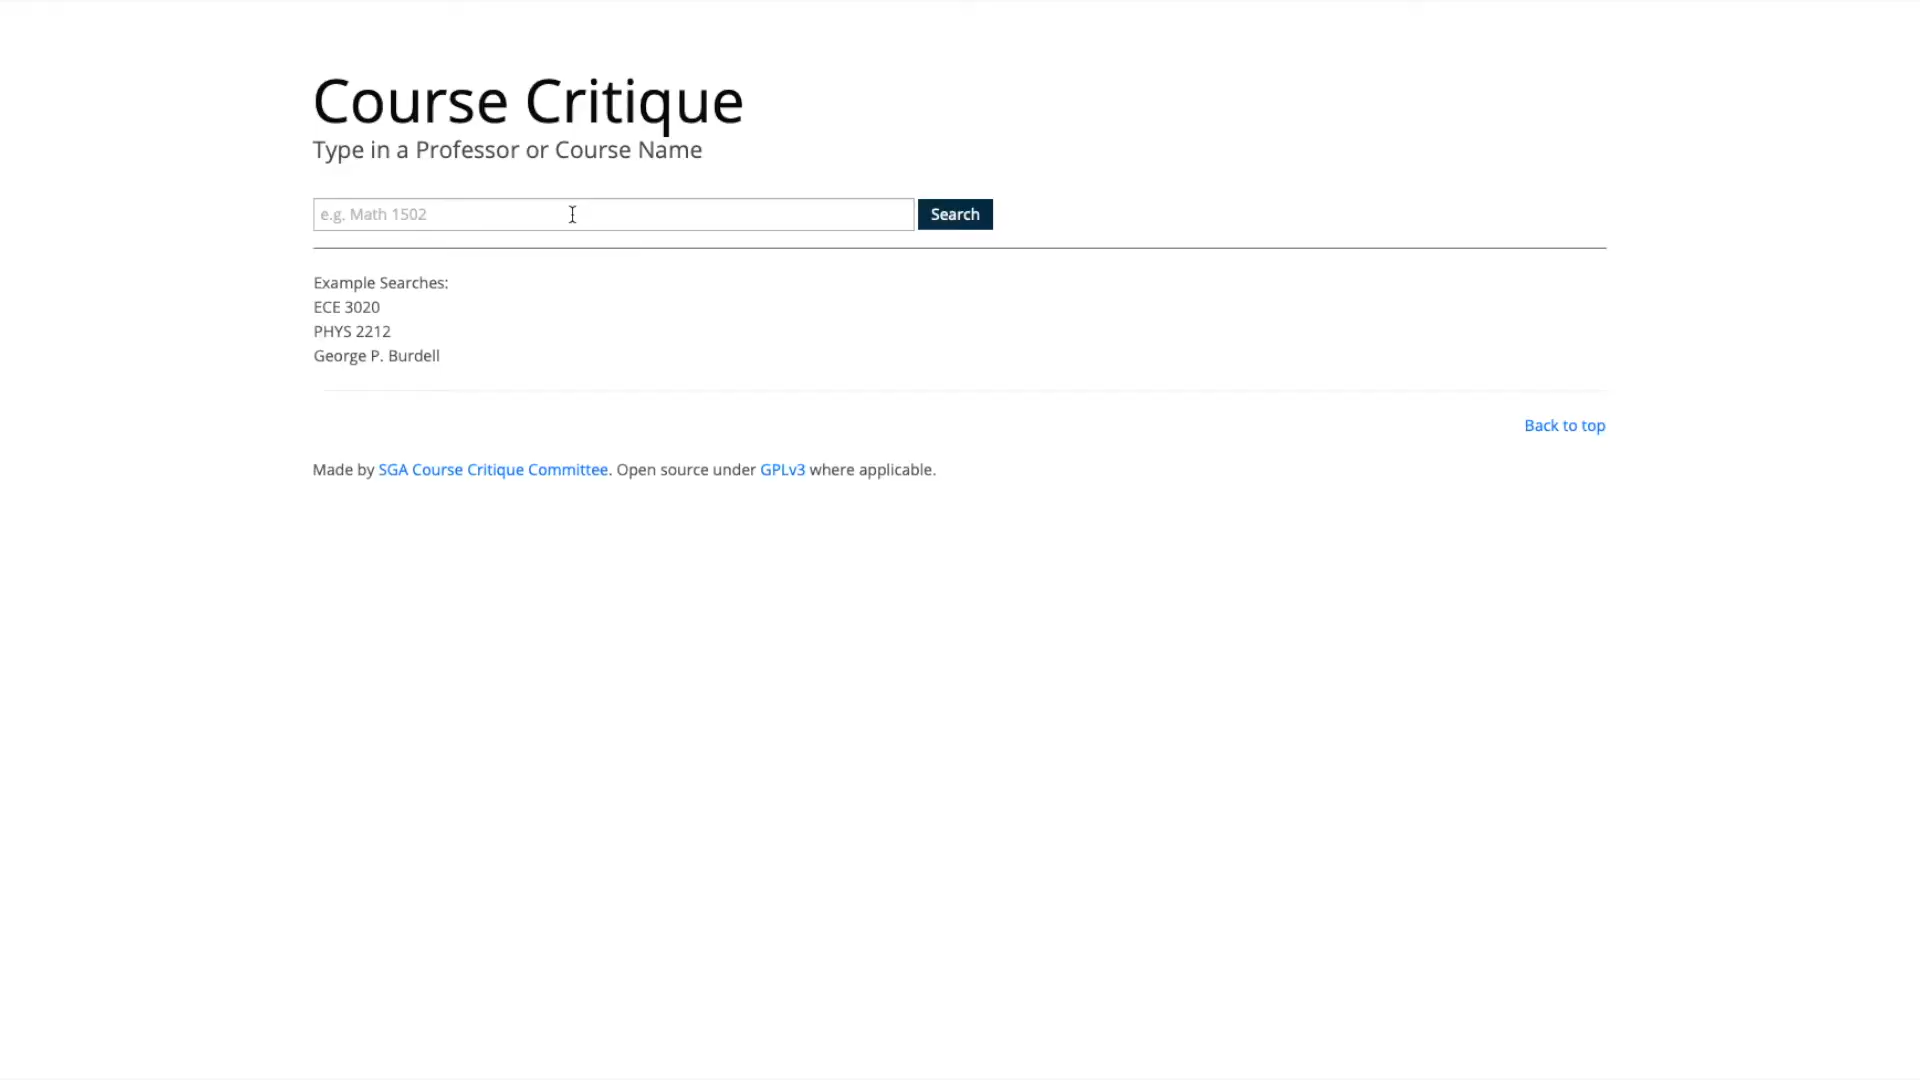 Course Critique
Type in a Professor or Course Name
e.g. Math 1502
Search
Example Searches:
ECE 3020
PHYS 2212
George P. Burdell
Back to top
Made by SGA Course Critique Committee. Open source under GPLv3 where applicable.